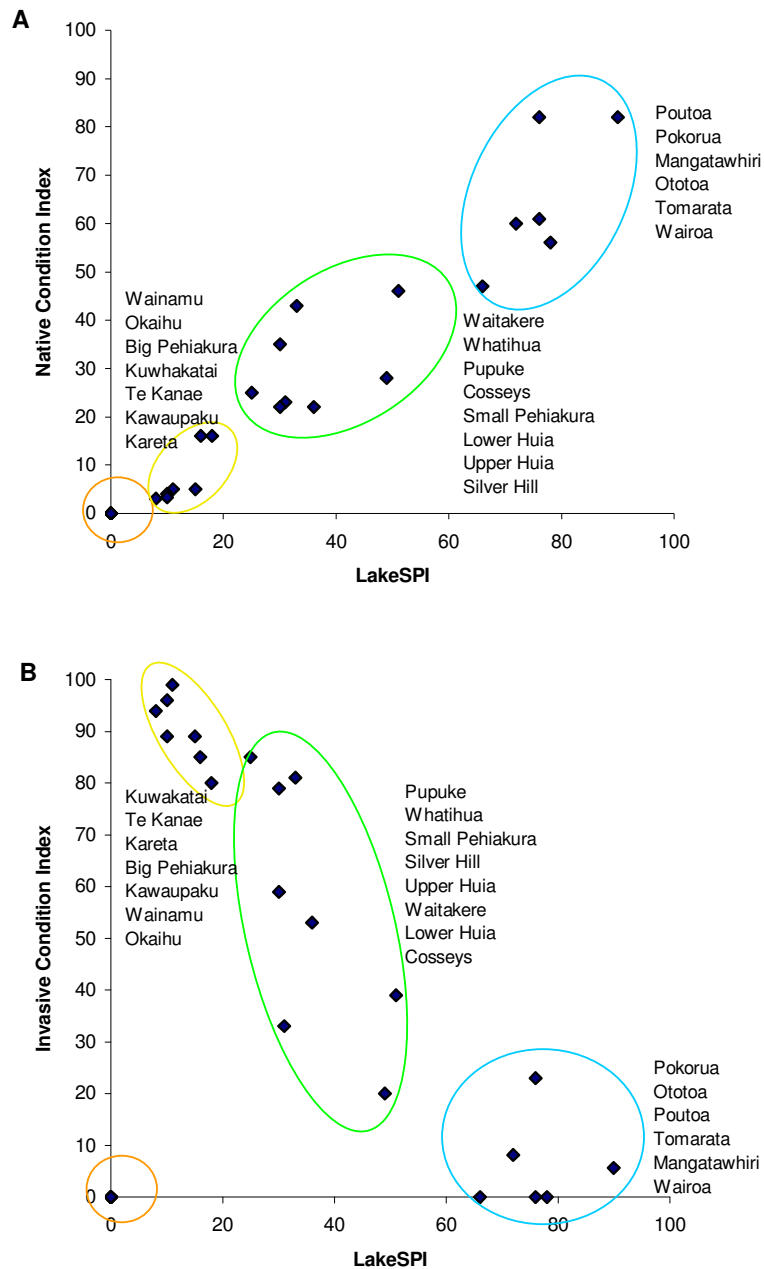 A
100
90
80
70
60
50
40
30
20
10
0
Native Condition Index
Poutoa
Pokorua
Mangatawhiri
Ototoa
Tomarata
Wairoa
Wainamu
Okaihu
Big Pehiakura
Kuwhakatai
Te Kanae
Kawaupaku
Kareta
Waitakere
Whatihua
Pupuke
Cosseys
Small Pehiakura
Lower Huia
Upper Huia
Silver Hill
0 20 40 60 80 100
LakeSPI
B
100
90
80
70
60
50
40
30
20
10
0
Invasive Condition Index
Kuwakatai
Te Kanae
Kareta
Big Pehiakura
Kawaupaku
Wainamu
Okaihu
Pupuke
Whatihua
Small Pehiakura
Silver Hill
Upper Huia
Waitakere
Lower Huia
Cosseys
Pokorua
Ototoa
Poutoa
Tomarata
Mangatawhiri
Wairoa
0 20 40 60 80 100
LakeSPI